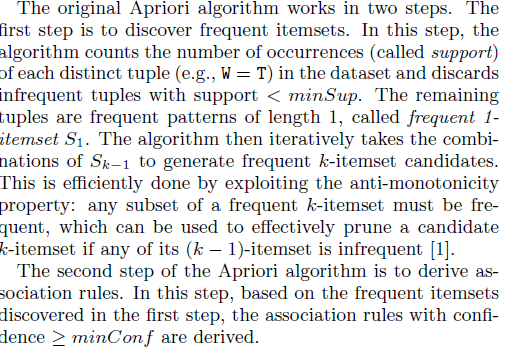 The original Apriori algorithm works in two steps. The
first step is to discover frequent itemsets. In this step, the
algorithm counts the number of occurrences (called support)
of each distinct tuple (e.g., W = T) in the dataset and discards
infrequent tuples with support < minSup. The remaining
tuples are frequent patterns of length 1, called frequent 1-
itemset S₁. The algorithm then iteratively takes the combi-
nations of Sₖ₋₁ to generate frequent k-itemset candidates.
This is efficiently done by exploiting the anti-monotonicity
property: any subset of a frequent k-itemset must be fre-
quent, which can be used to effectively prune a candidate
k-itemset if any of its (k − 1)-itemset is infrequent [1].
The second step of the Apriori algorithm is to derive as-
sociation rules. In this step, based on the frequent itemsets
discovered in the first step, the association rules with confi-
dence ≥ minConf are derived.